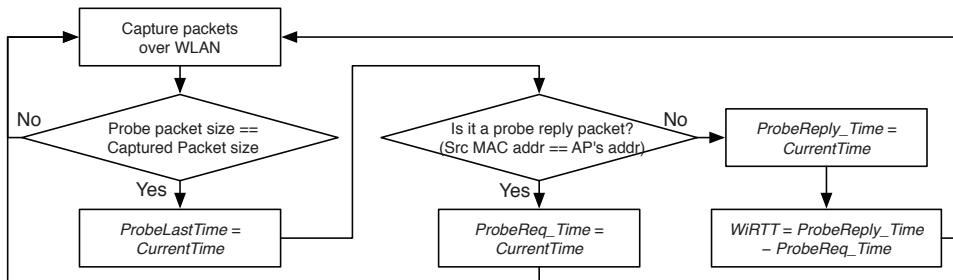 Capture packets
over WLAN
No
Probe packet size ==
Captured Packet size
Yes
ProbeLastTime =
CurrentTime
Is it a probe reply packet?
(Src MAC addr == AP's addr)
No
Yes
ProbeReq_Time =
CurrentTime
ProbeReply_Time =
CurrentTime
WiRTT = ProbeReply_Time
– ProbeReq_Time